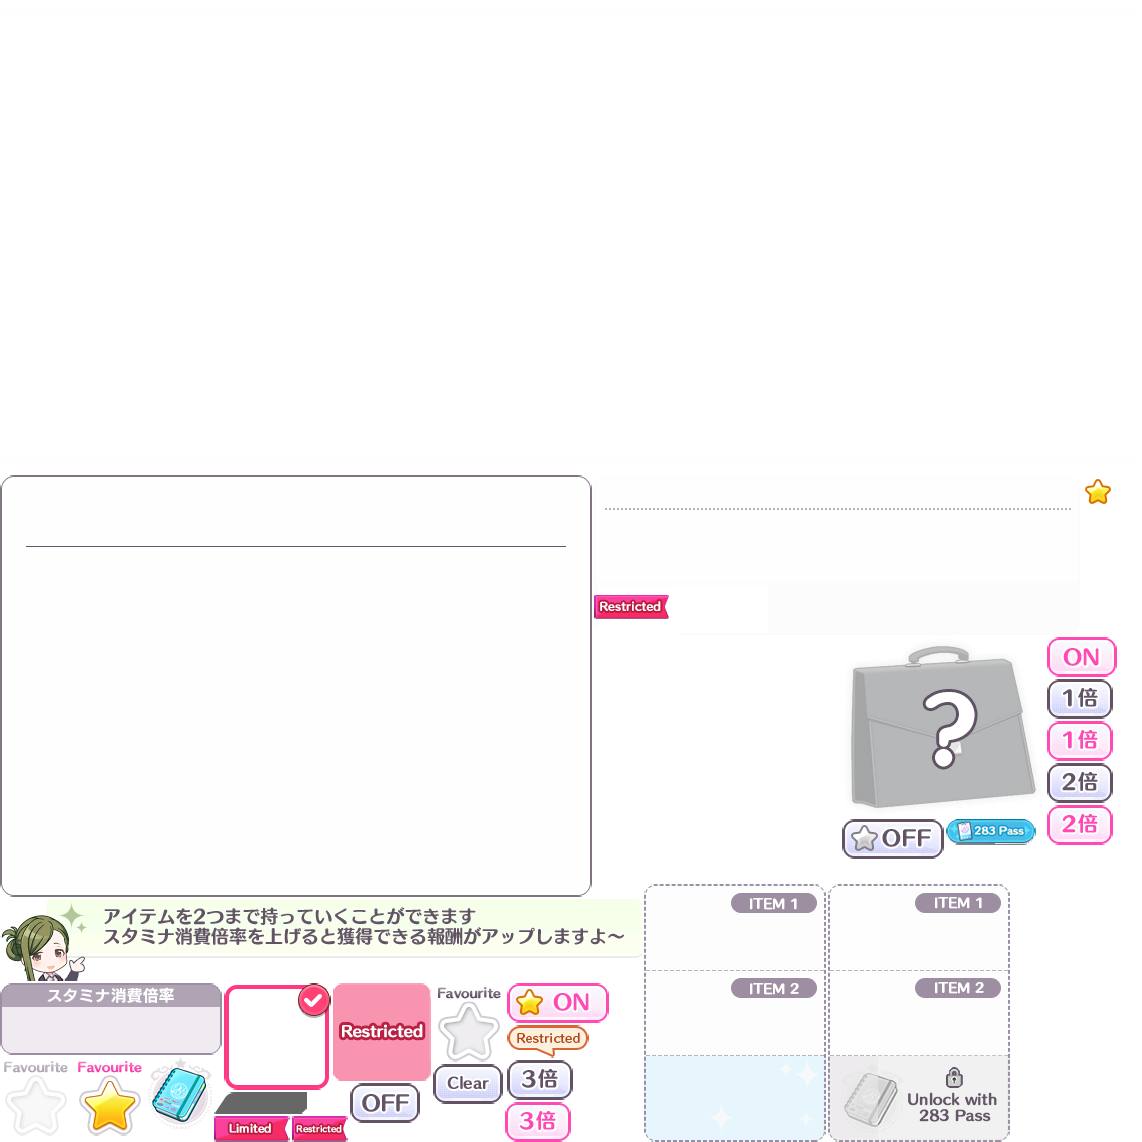 Restricted
ON
1倍
1倍
2倍
2倍
OFF
283 Pass
アイテムを2つまで持っていくことができます
スタミナ消費倍率を上げると獲得できる報酬がアップしますよ～
ITEM 1
ITEM 1
ITEM 2
ITEM 2
スタミナ消費倍率
Restricted
Favourite
ON
Restricted
Favourite
Favourite
Clear
3倍
OFF
3倍
Limited
Restricted
Unlock with
283 Pass